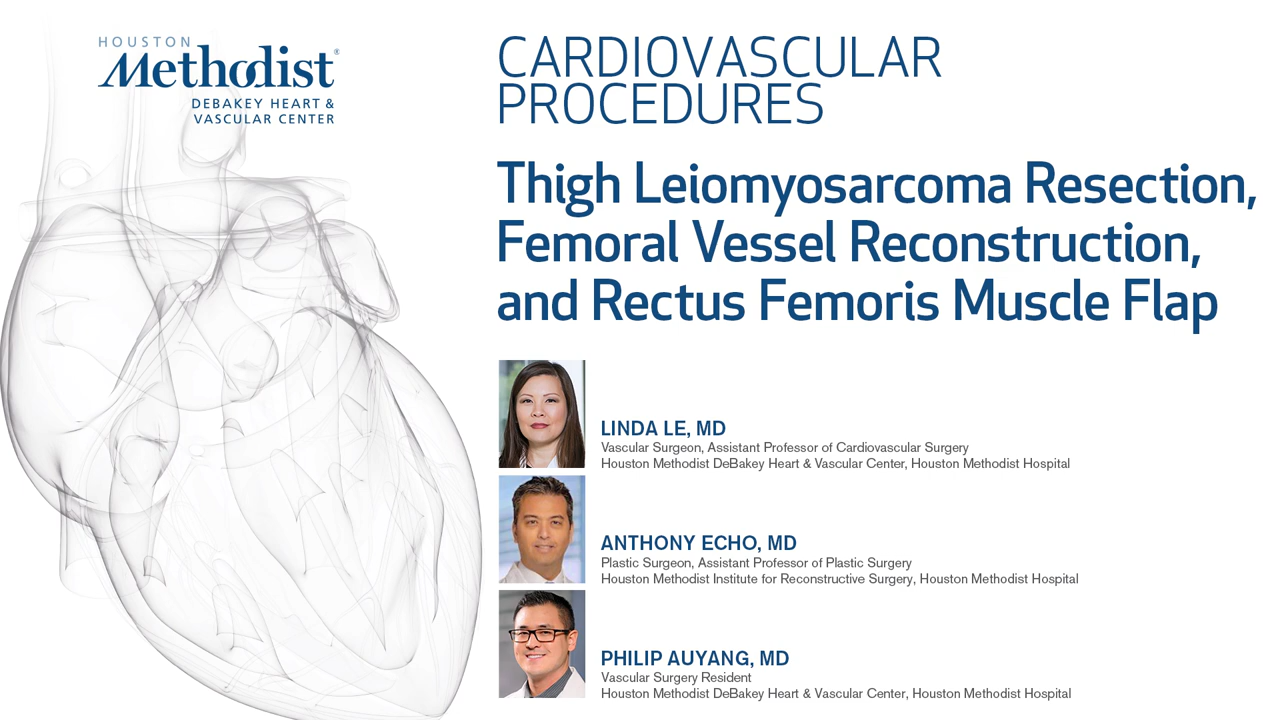 HOUSTON
Methodist®
DEBAKEY HEART &
VASCULAR CENTER
CARDIOVASCULAR
PROCEDURES
Thigh Leiomyosarcoma Resection,
Femoral Vessel Reconstruction,
and Rectus Femoris Muscle Flap
LINDA LE, MD
Vascular Surgeon, Assistant Professor of Cardiovascular Surgery
Houston Methodist DeBakey Heart & Vascular Center, Houston Methodist Hospital
ANTHONY ECHO, MD
Plastic Surgeon, Assistant Professor of Plastic Surgery
Houston Methodist Institute for Reconstructive Surgery, Houston Methodist Hospital
PHILIP AUYANG, MD
Vascular Surgery Resident
Houston Methodist DeBakey Heart & Vascular Center, Houston Methodist Hospital